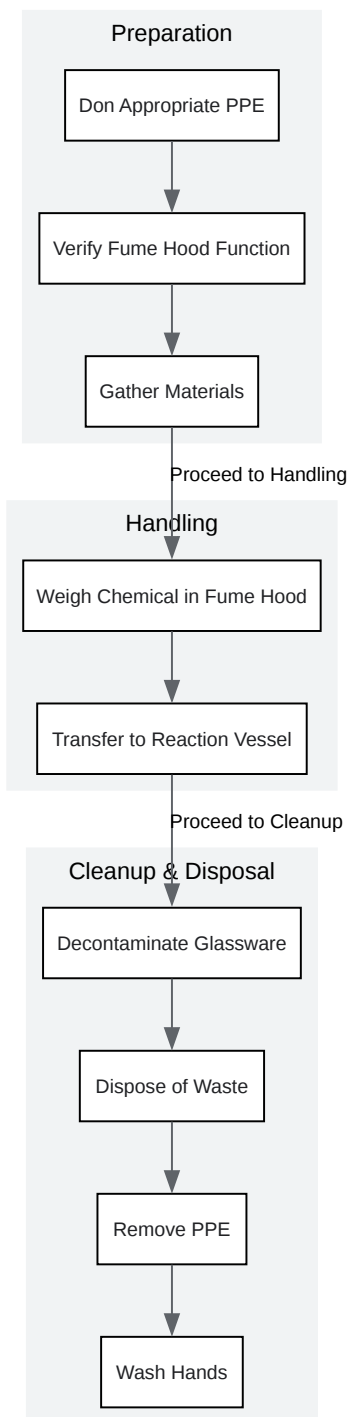 Preparation
Don Appropriate PPE
Verify Fume Hood Function
Gather Materials
Proceed to Handling
Handling
Weigh Chemical in Fume Hood
Transfer to Reaction Vessel
Proceed to Cleanup
Cleanup & Disposal
Decontaminate Glassware
Dispose of Waste
Remove PPE
Wash Hands